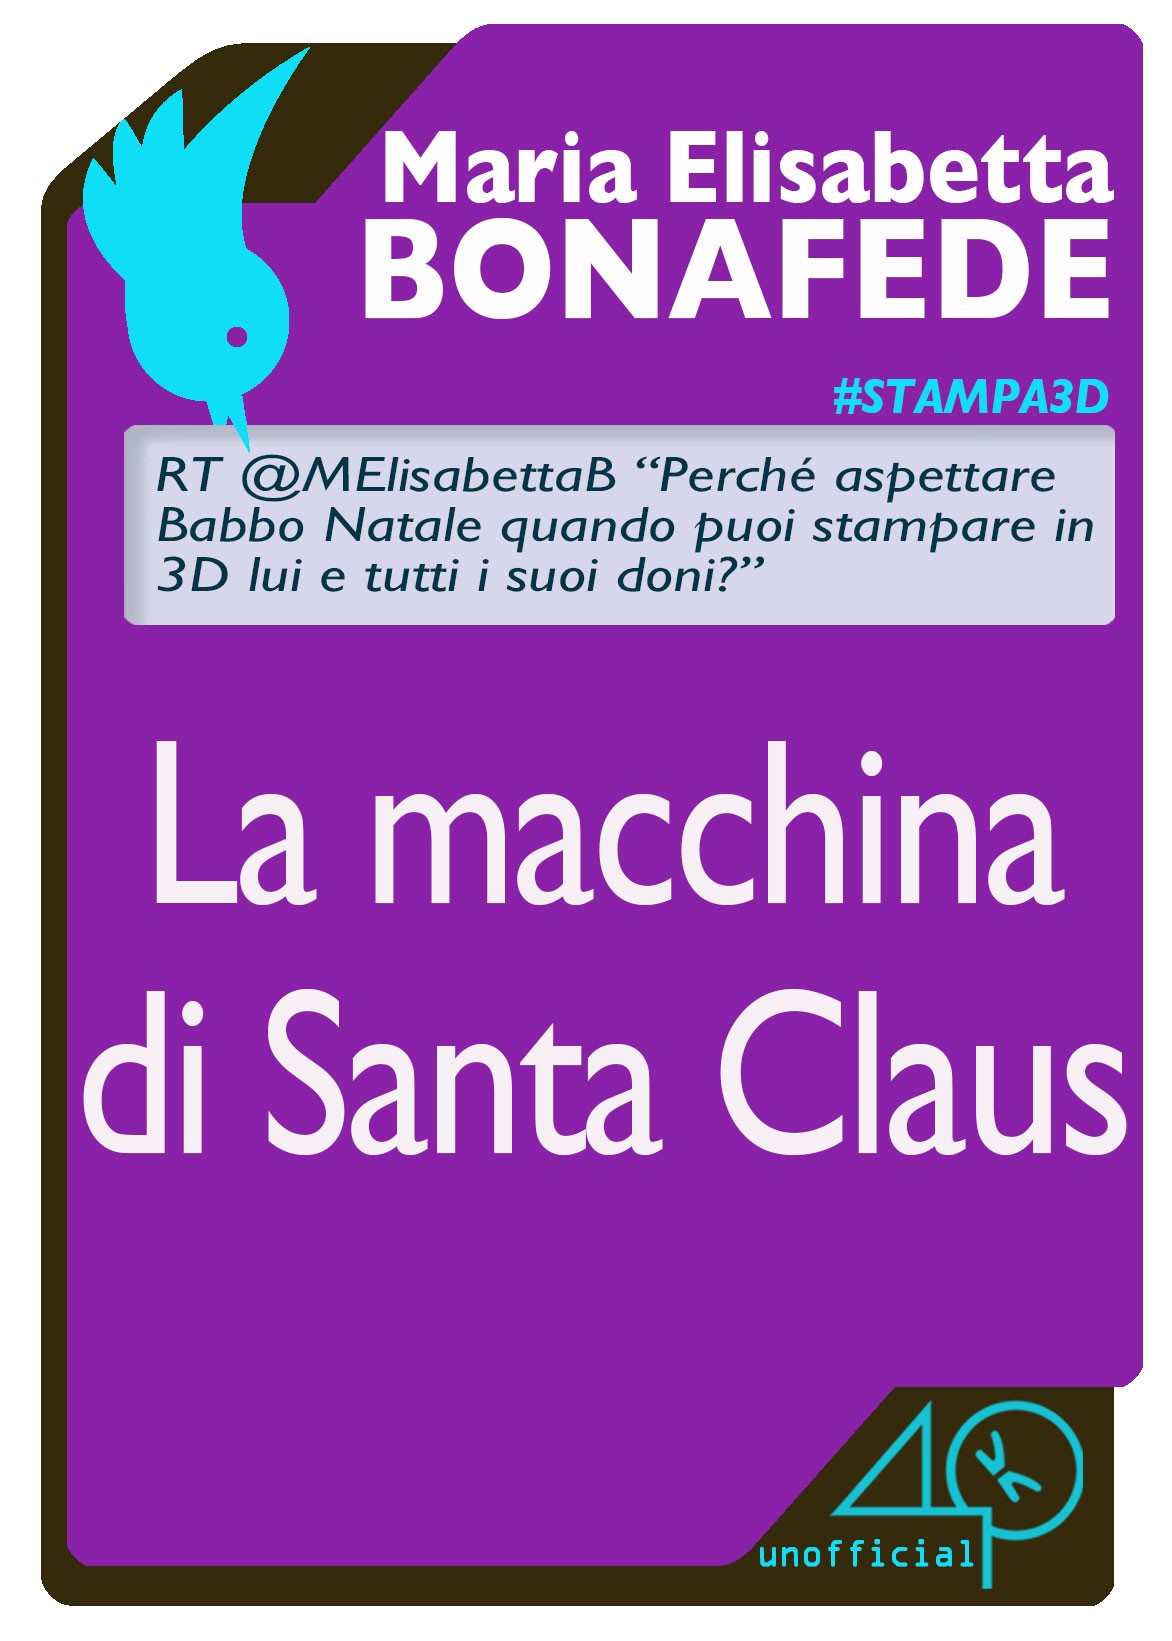 Maria Elisabetta
BONAFEDE
#STAMPA3D
RT @MElisabettaB “Perché aspettare
Babbo Natale quando puoi stampare in
3D lui e tutti i suoi doni?”
La macchina
di Santa Claus
40K
unofficial